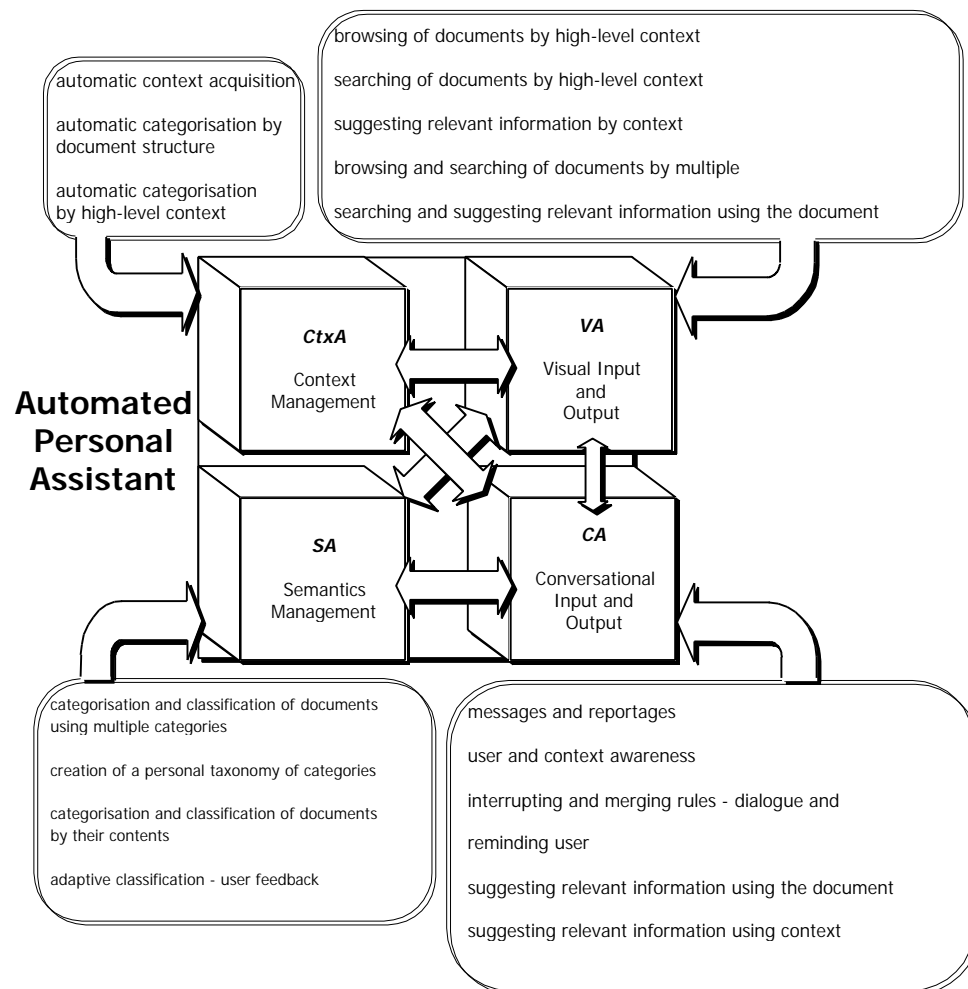 automatic context acquisition
automatic categorisation by
document structure
automatic categorisation
by high-level context
browsing of documents by high-level context
searching of documents by high-level context
suggesting relevant information by context
browsing and searching of documents by multiple
searching and suggesting relevant information using the document
Automated
Personal
Assistant
CtxA
Context
Management
VA
Visual Input
and
Output
SA
Semantics
Management
CA
Conversational
Input and
Output
categorisation and classification of documents
using multiple categories
creation of a personal taxonomy of categories
categorisation and classification of documents
by their contents
adaptive classification - user feedback
messages and reportages
user and context awareness
interrupting and merging rules - dialogue and
reminding user
suggesting relevant information using the document
suggesting relevant information using context